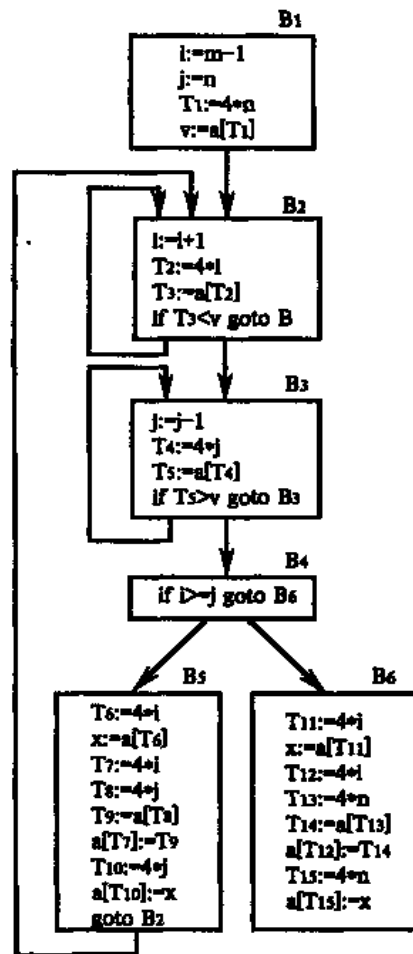 B1
i:=m-1
j:=n
T1:=4*n
v:=a[T1]
B2
i:=i+1
T2:=4*i
T3:=a[T2]
if T3<v goto B
B3
j:=j-1
T4:=4*j
T5:=a[T4]
if T5>v goto B3
B4
if i>=j goto B6
B5
T6:=4*i
x:=a[T6]
T7:=4*i
T8:=4*j
T9:=a[T8]
a[T7]:=T9
T10:=4*j
a[T10]:=x
goto B2
B6
T11:=4*i
x:=a[T11]
T12:=4*i
T13:=4*n
T14:=a[T13]
a[T12]:=T14
T15:=4*n
a[T15]:=x